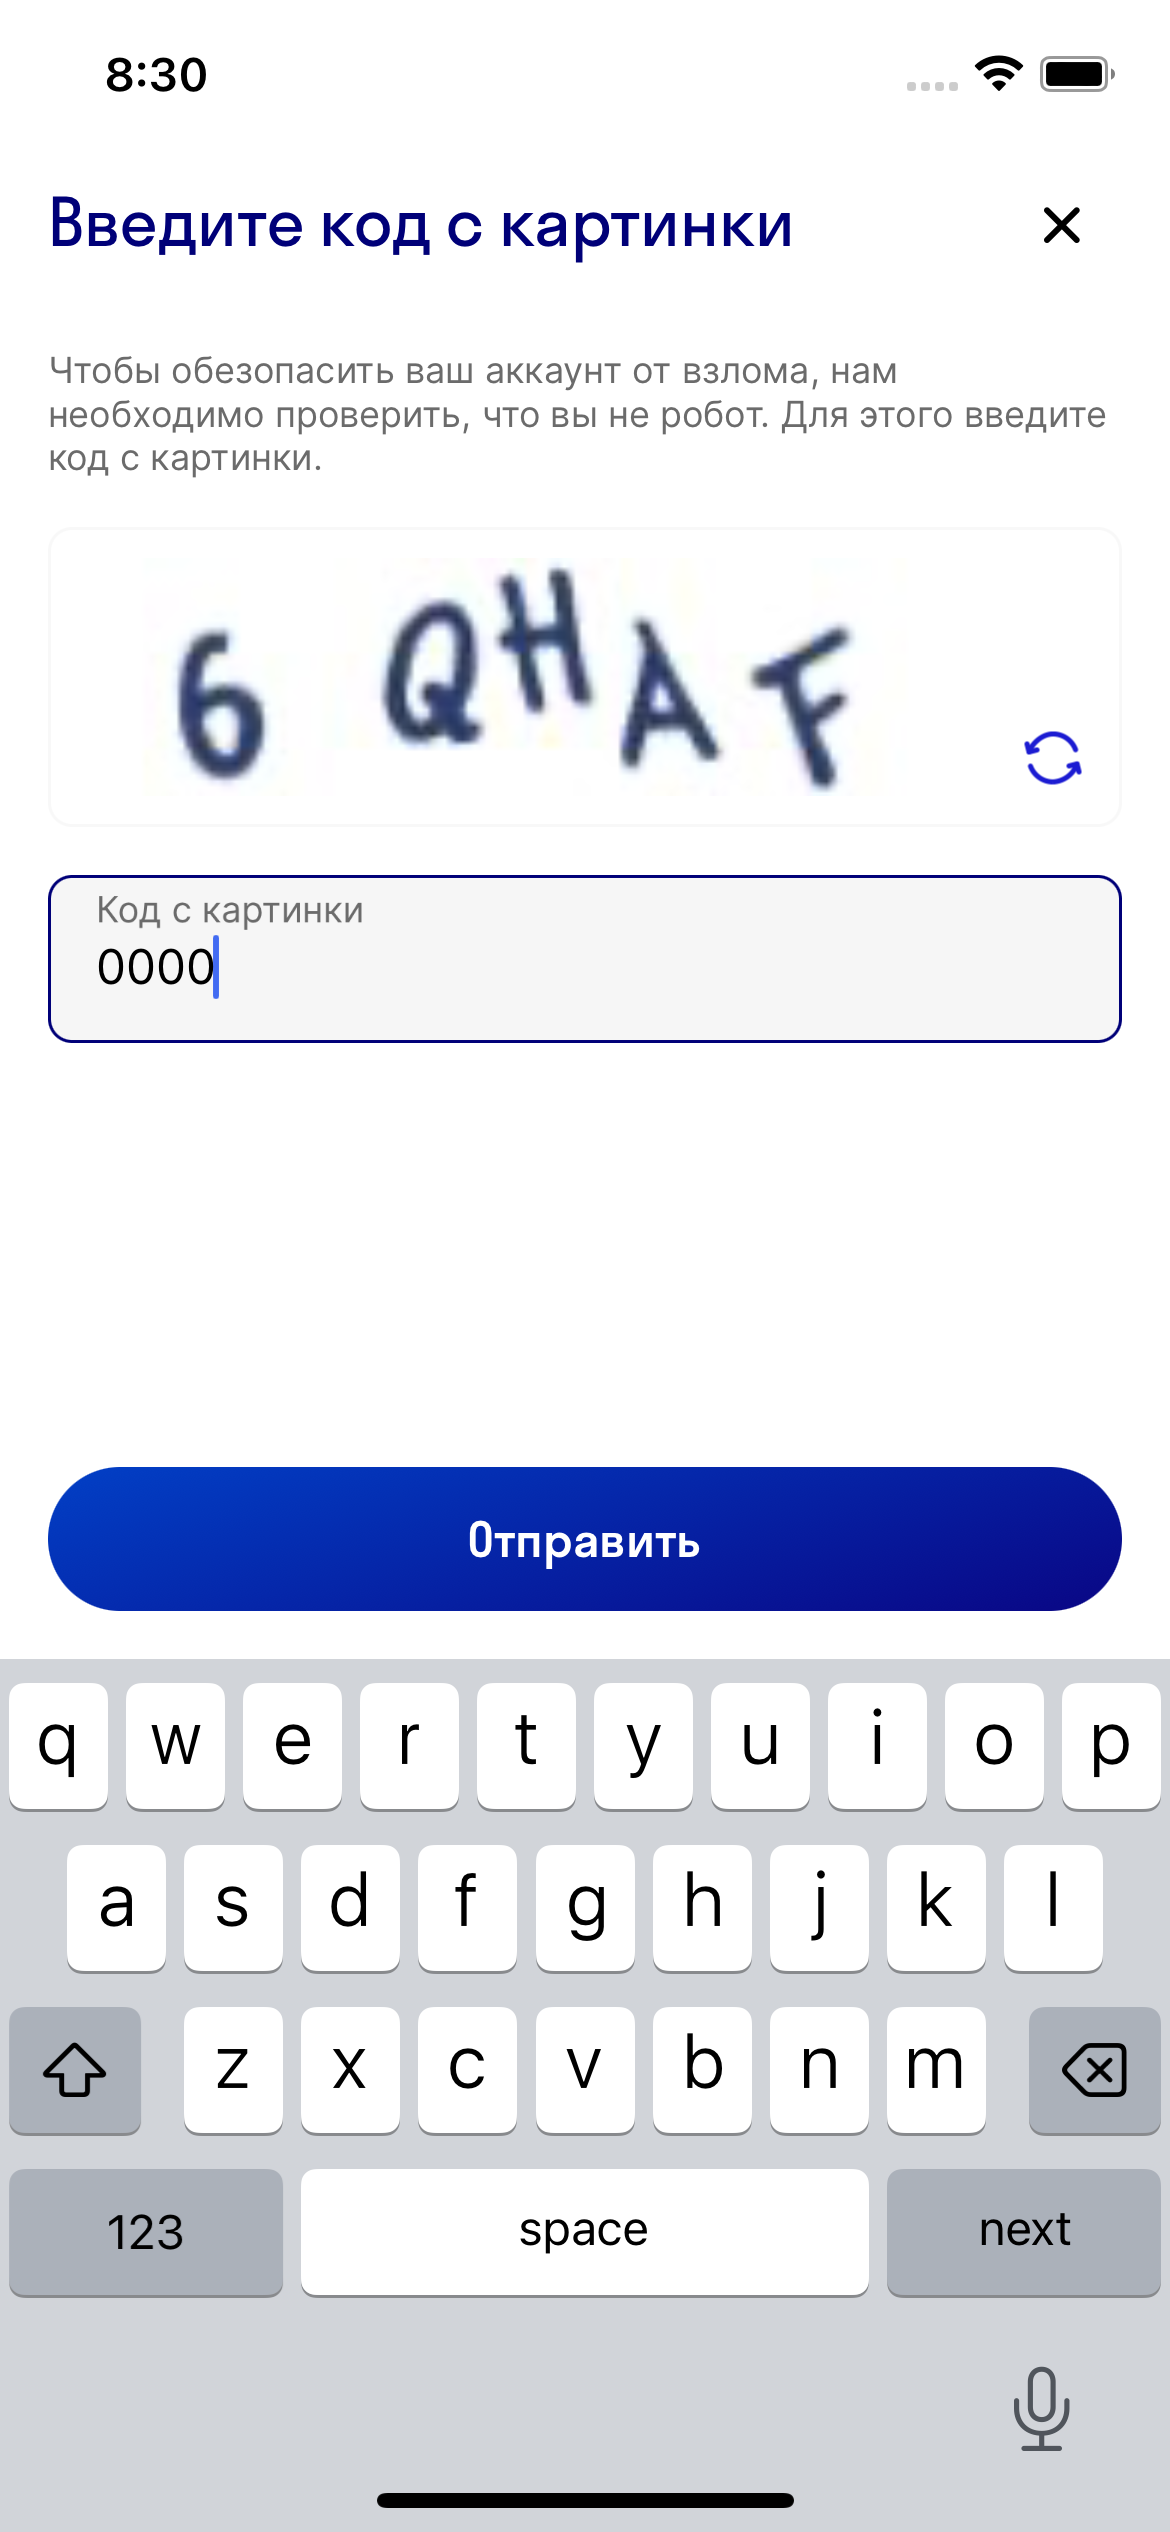 8:30
Введите код с картинки
Чтобы обезопасить ваш аккаунт от взлома, нам
необходимо проверить, что вы не робот. Для этого введите
код с картинки.
6 QHAF
Код с картинки
0000
Отправить
q w e r t y u i o p
a s d f g h j k l
z x c v b n m
123 space next